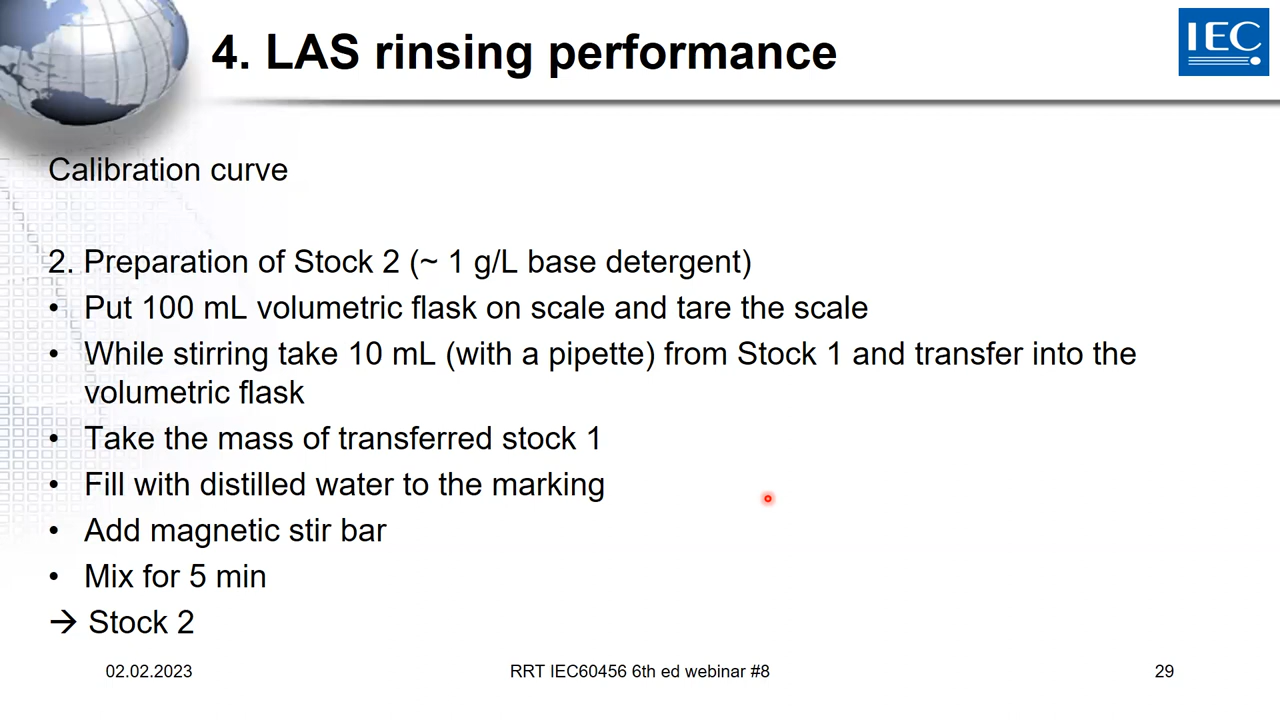 4. LAS rinsing performance
IEC
Calibration curve
2. Preparation of Stock 2 (~ 1 g/L base detergent)
• Put 100 mL volumetric flask on scale and tare the scale
• While stirring take 10 mL (with a pipette) from Stock 1 and transfer into the
volumetric flask
• Take the mass of transferred stock 1
• Fill with distilled water to the marking
• Add magnetic stir bar
• Mix for 5 min
→ Stock 2
02.02.2023
RRT IEC60456 6th ed webinar #8
29